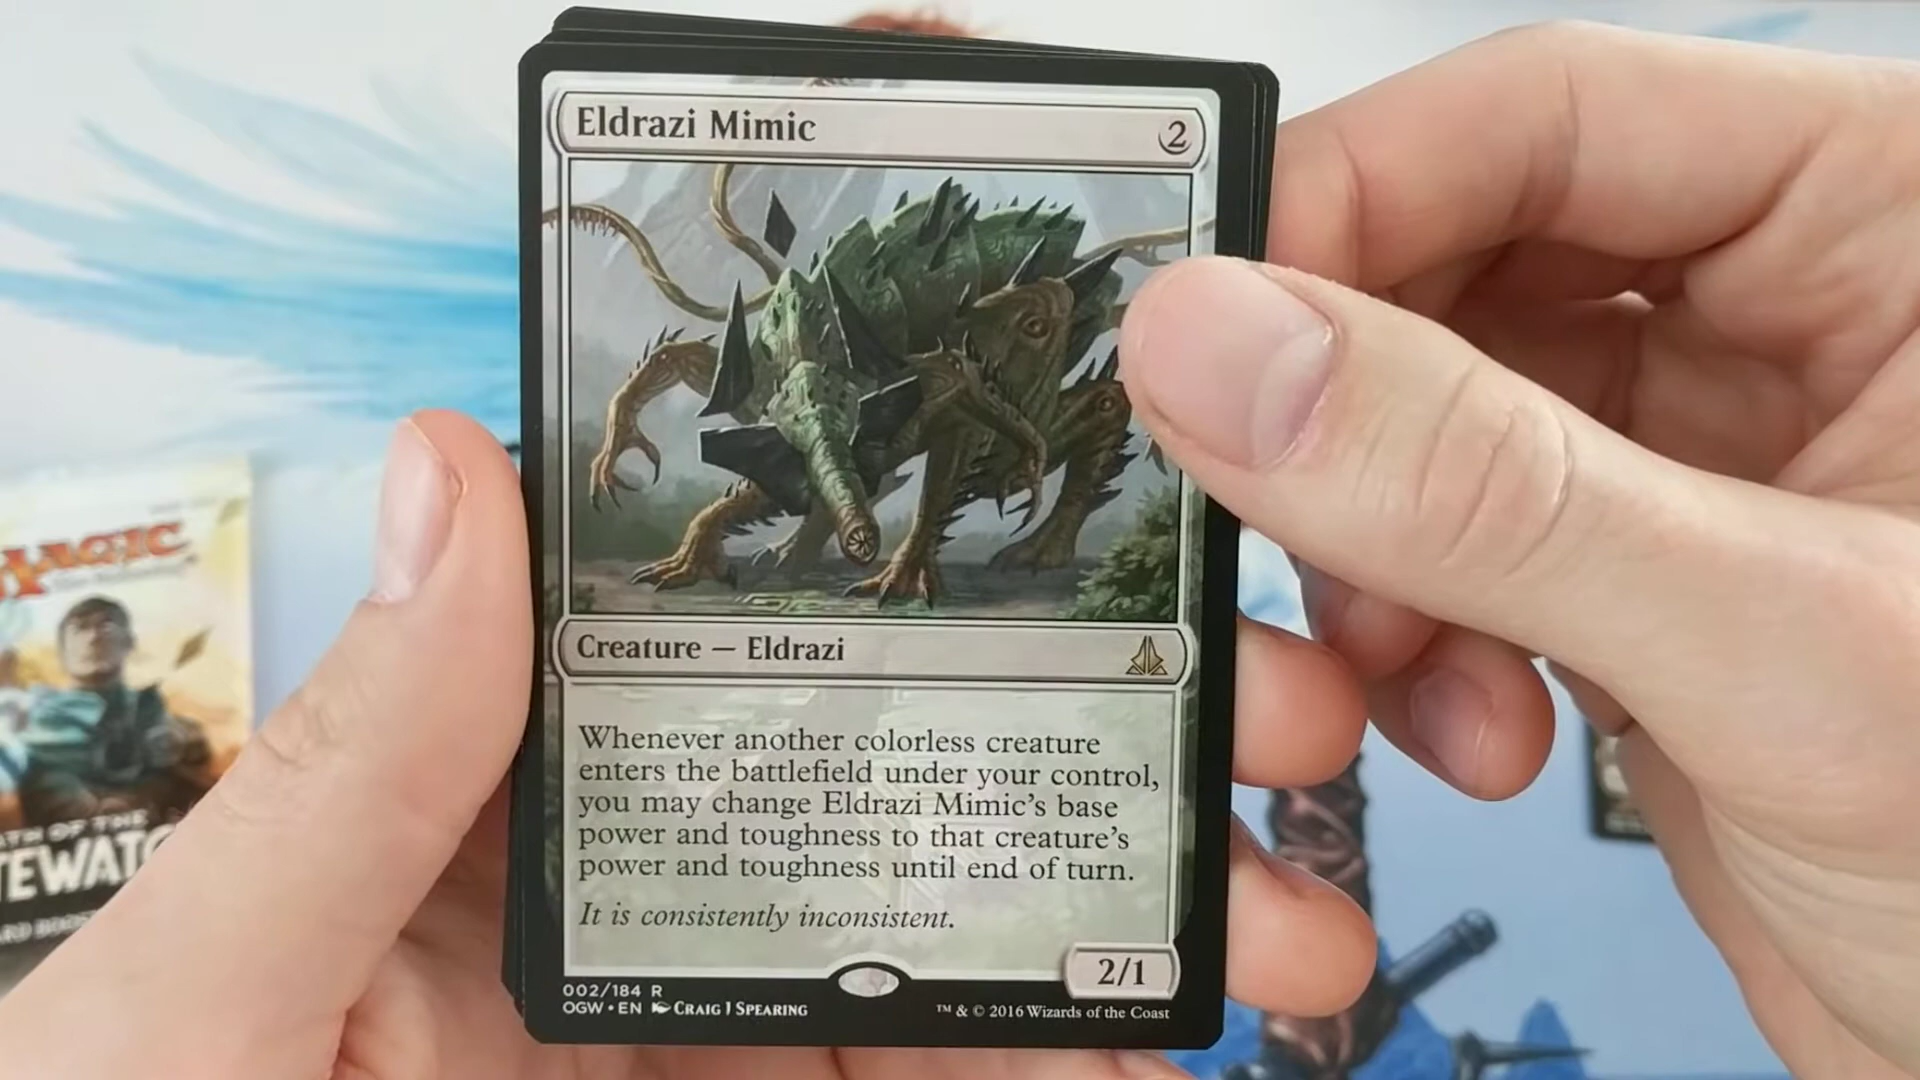 Eldrazi Mimic
2
Creature — Eldrazi
Whenever another colorless creature
enters the battlefield under your control,
you may change Eldrazi Mimic's base
power and toughness to that creature's
power and toughness until end of turn.
It is consistently inconsistent.
2/1
002/184 R
OGW • EN CRAIG J SPEARING
™ & © 2016 Wizards of the Coast
MAGIC
OF THE